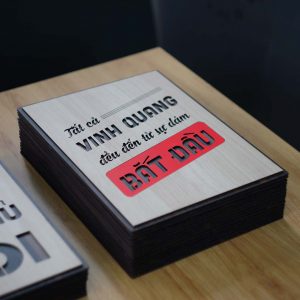 Tất cả
VINH QUANG
đều đến từ sự dám
BẮT ĐẦU